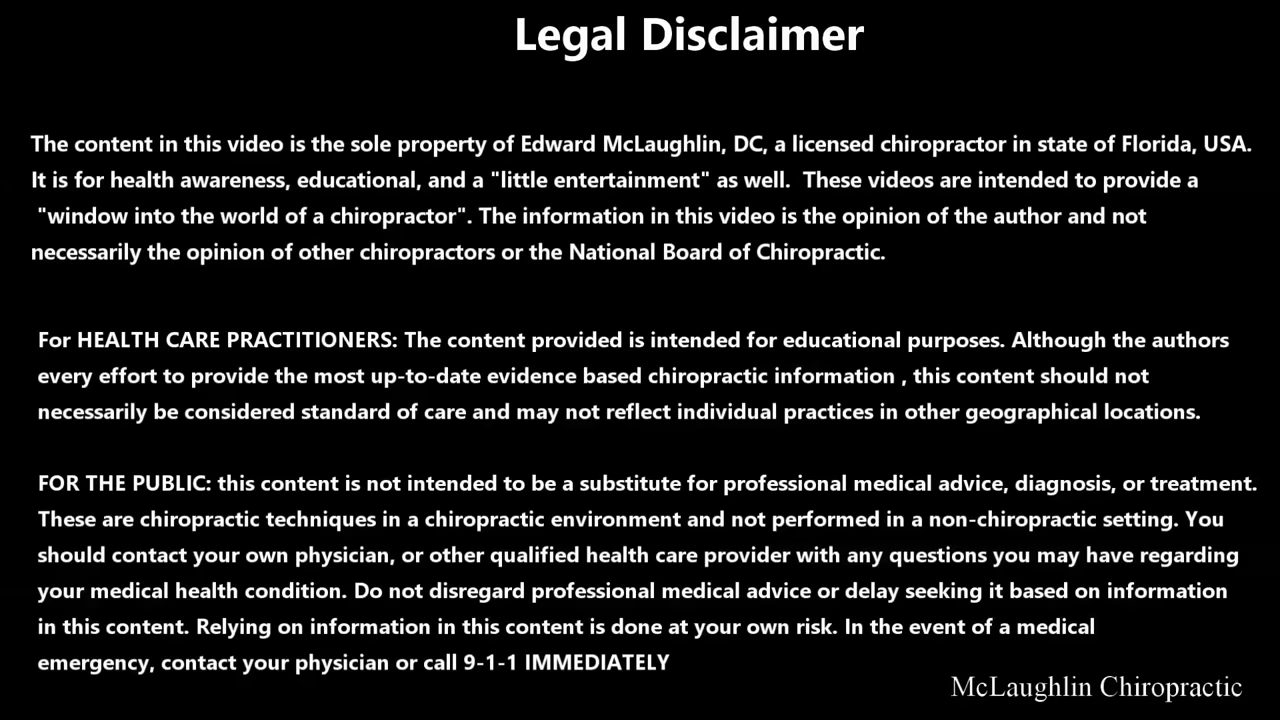 Legal Disclaimer
The content in this video is the sole property of Edward McLaughlin, DC, a licensed chiropractor in state of Florida, USA.
It is for health awareness, educational, and a "little entertainment" as well.  These videos are intended to provide a
"window into the world of a chiropractor". The information in this video is the opinion of the author and not
necessarily the opinion of other chiropractors or the National Board of Chiropractic.
For HEALTH CARE PRACTITIONERS: The content provided is intended for educational purposes. Although the authors
every effort to provide the most up-to-date evidence based chiropractic information , this content should not
necessarily be considered standard of care and may not reflect individual practices in other geographical locations.
FOR THE PUBLIC: this content is not intended to be a substitute for professional medical advice, diagnosis, or treatment.
These are chiropractic techniques in a chiropractic environment and not performed in a non-chiropractic setting. You
should contact your own physician, or other qualified health care provider with any questions you may have regarding
your medical health condition. Do not disregard professional medical advice or delay seeking it based on information
in this content. Relying on information in this content is done at your own risk. In the event of a medical
emergency, contact your physician or call 9-1-1 IMMEDIATELY
McLaughlin Chiropractic